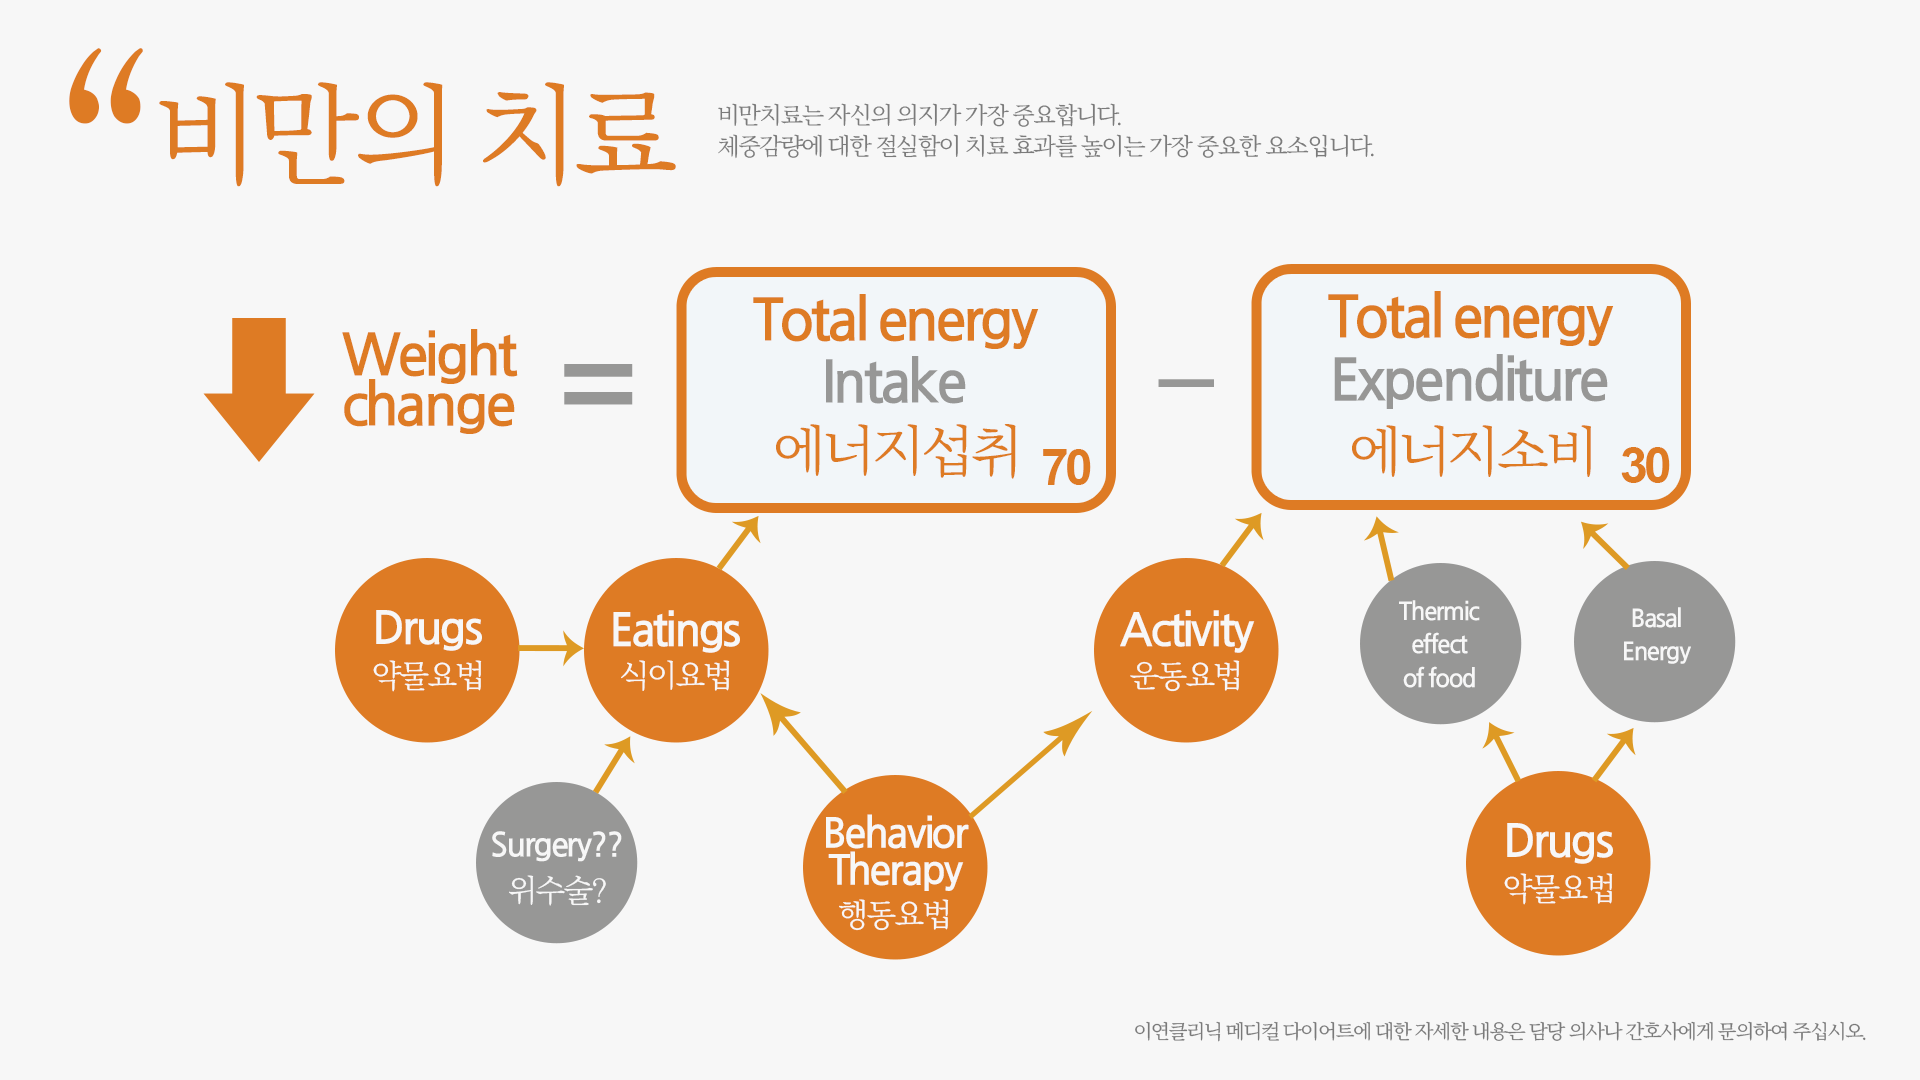 “비만의 치료
비만치료는 자신의 의지가 가장 중요합니다.
체중감량에 대한 절실함이 치료 효과를 높이는 가장 중요한 요소입니다.
Weight
change
=
Total energy
Intake
에너지섭취 70
−
Total energy
Expenditure
에너지소비 30
Drugs
약물요법
Eatings
식이요법
Activity
운동요법
Thermic
effect
of food
Basal
Energy
Surgery??
위수술?
Behavior
Therapy
행동요법
Drugs
약물요법
이연클리닉 메디컬 다이어트에 대한 자세한 내용은 담당 의사나 간호사에게 문의하여 주십시오.